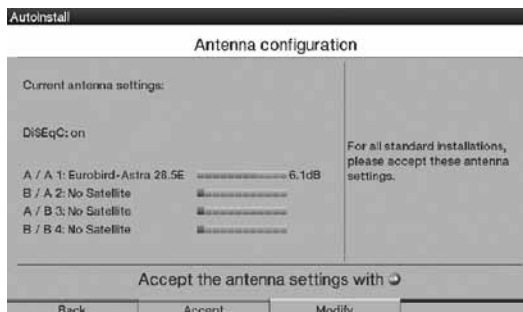 AutoInstall
Antenna configuration
Current antenna settings:
DiSEqC: on
A / A 1: Eurobird-Astra 28.5E 6.1dB
B / A 2: No Satellite
A / B 3: No Satellite
B / B 4: No Satellite
For all standard installations,
please accept these antenna
settings.
Accept the antenna settings with
Back Accept Modify